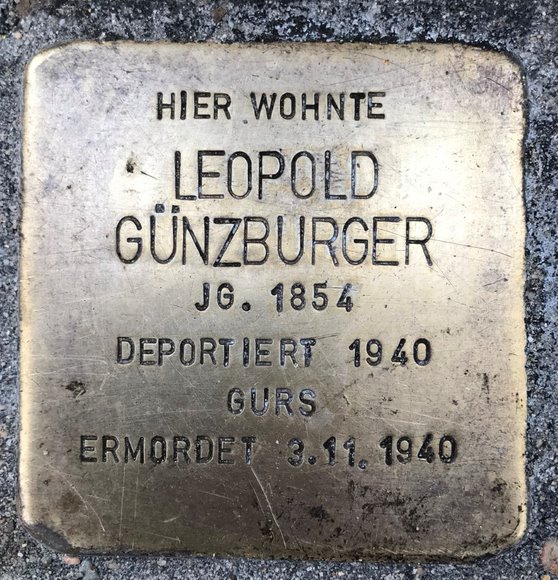 HIER WOHNTE
LEOPOLD
GÜNZBURGER
JG. 1854
DEPORTIERT 1940
GURS
ERMORDET 3.11.1940